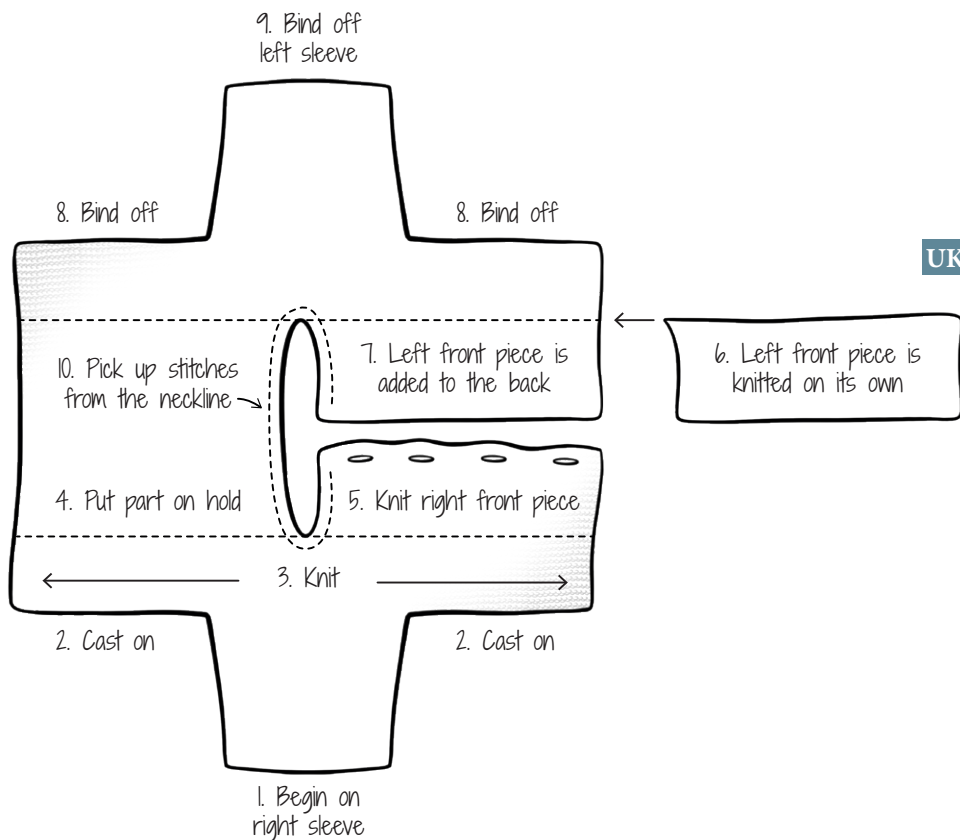 9. Bind off
left sleeve
8. Bind off
8. Bind off
UK
10. Pick up stitches
from the neckline
7. Left front piece is
added to the back
6. Left front piece is
knitted on its own
4. Put part on hold
5. Knit right front piece
3. Knit
2. Cast on
2. Cast on
1. Begin on
right sleeve